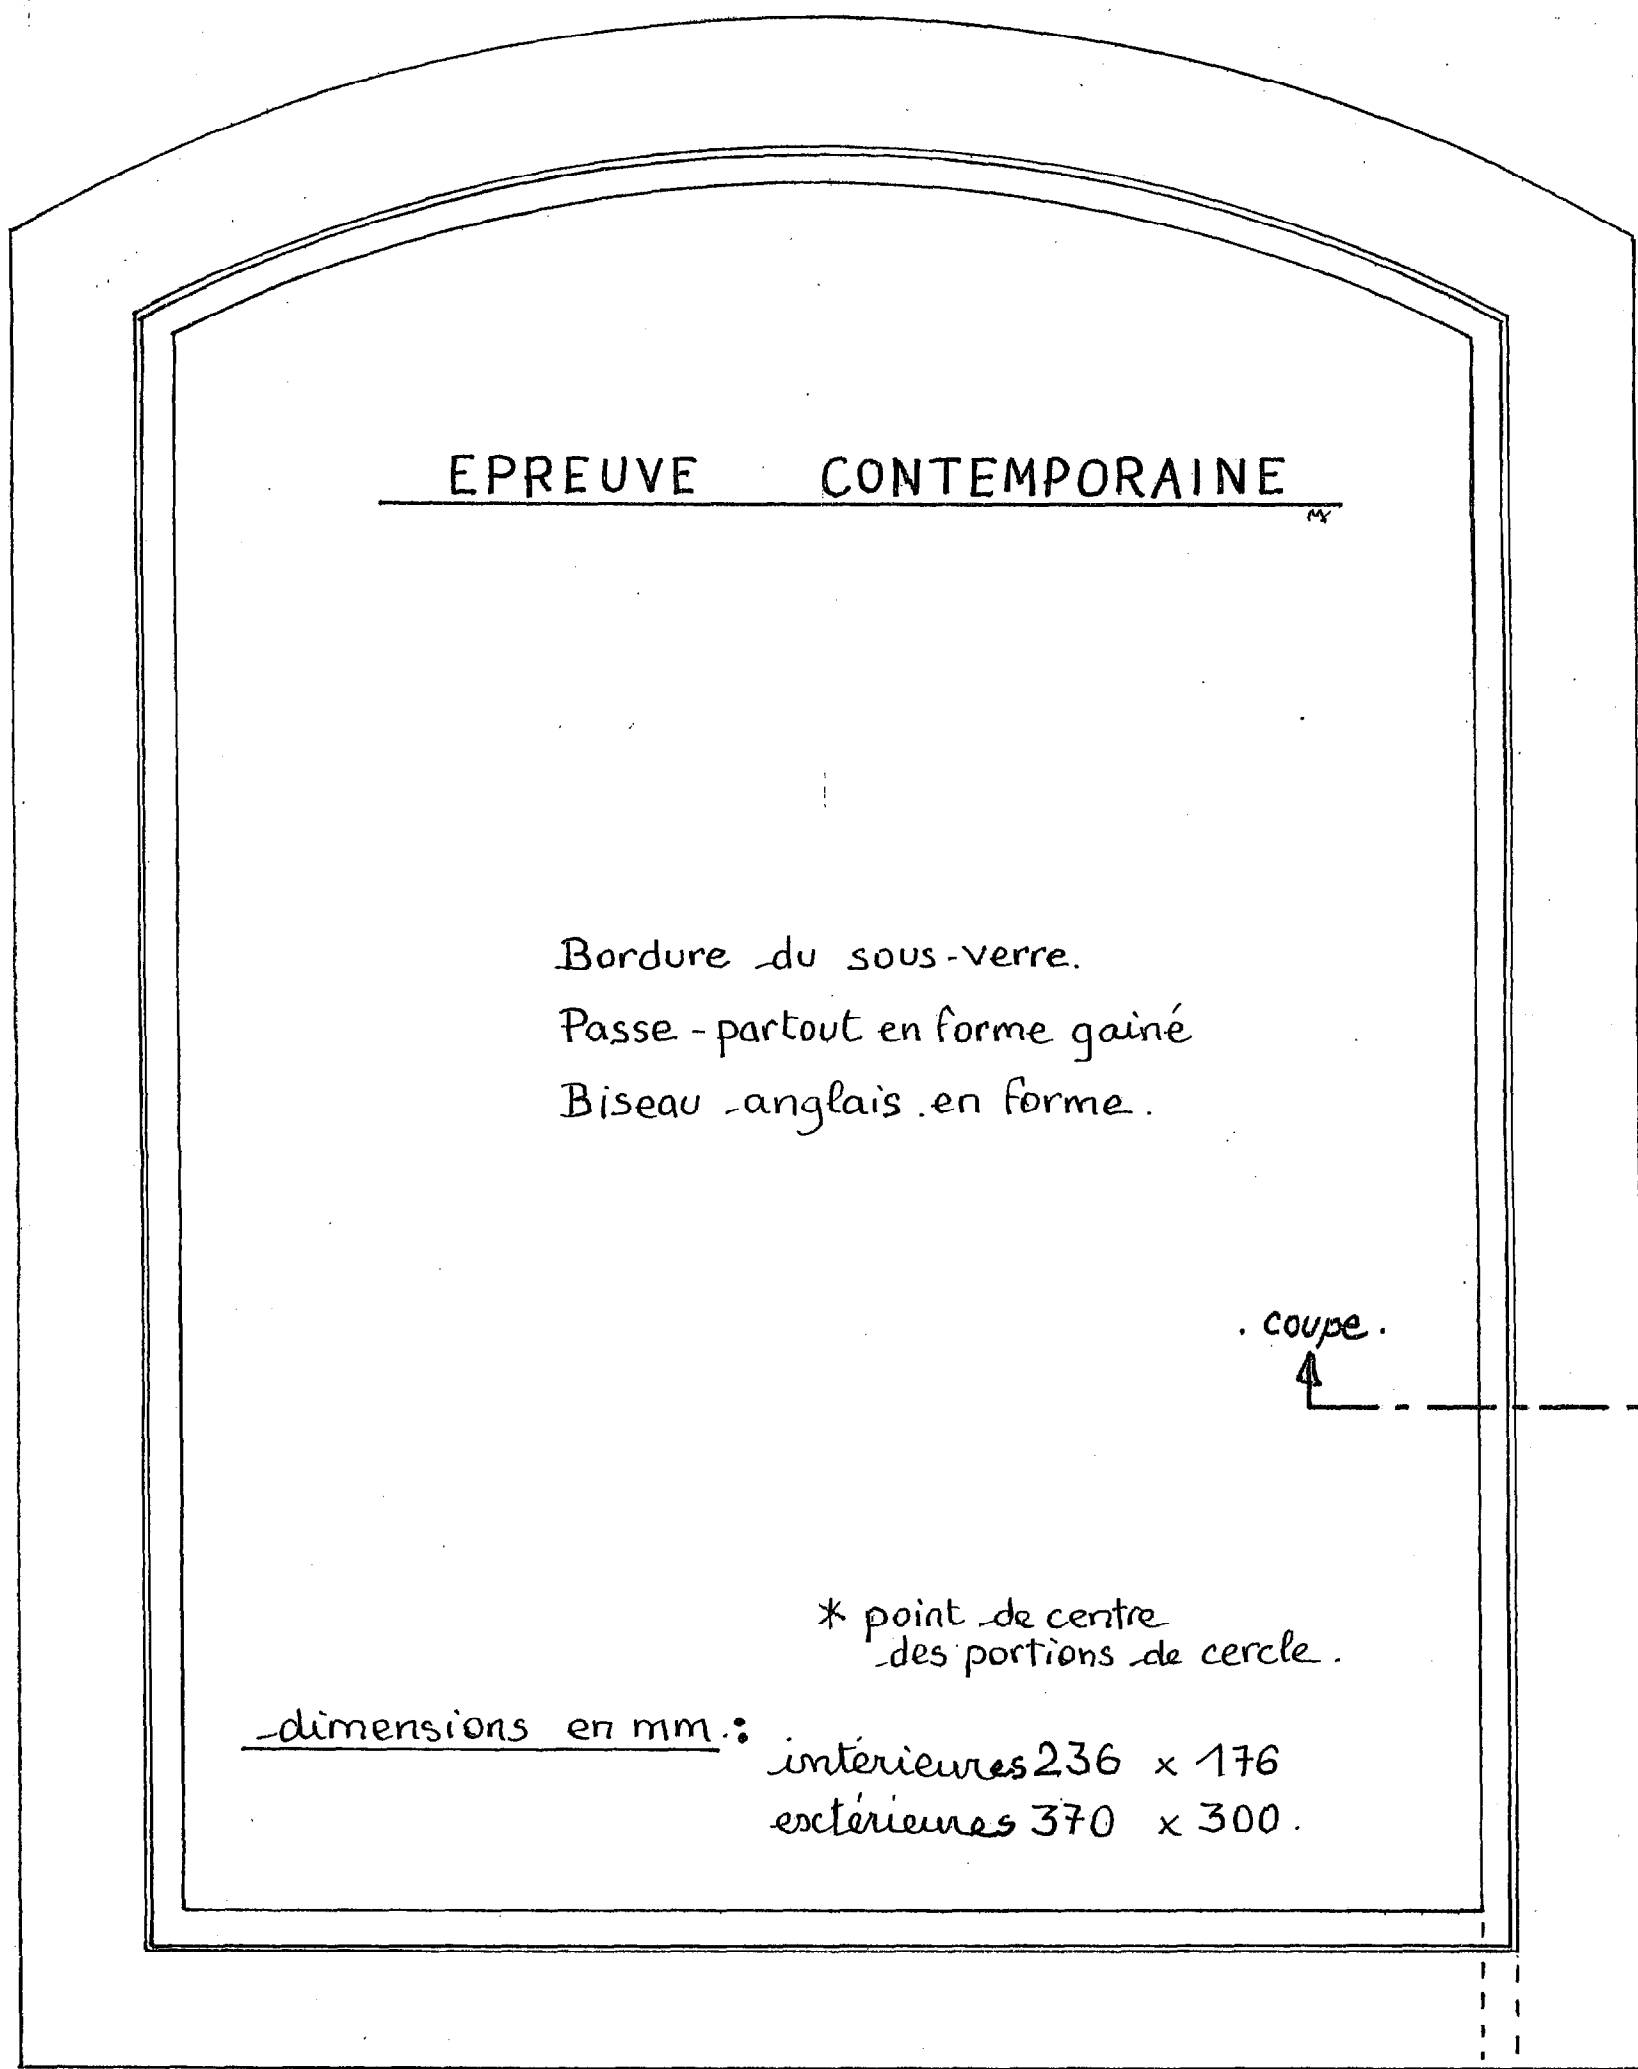 EPREUVE CONTEMPORAINE
Bordure du sous-verre.
Passe-partout en forme gainé
Biseau anglais en forme.
. coupe .
* point de centre
des portions de cercle.
dimensions en mm.:
intérieures 236 x 176
exctérieures 370 x 300.